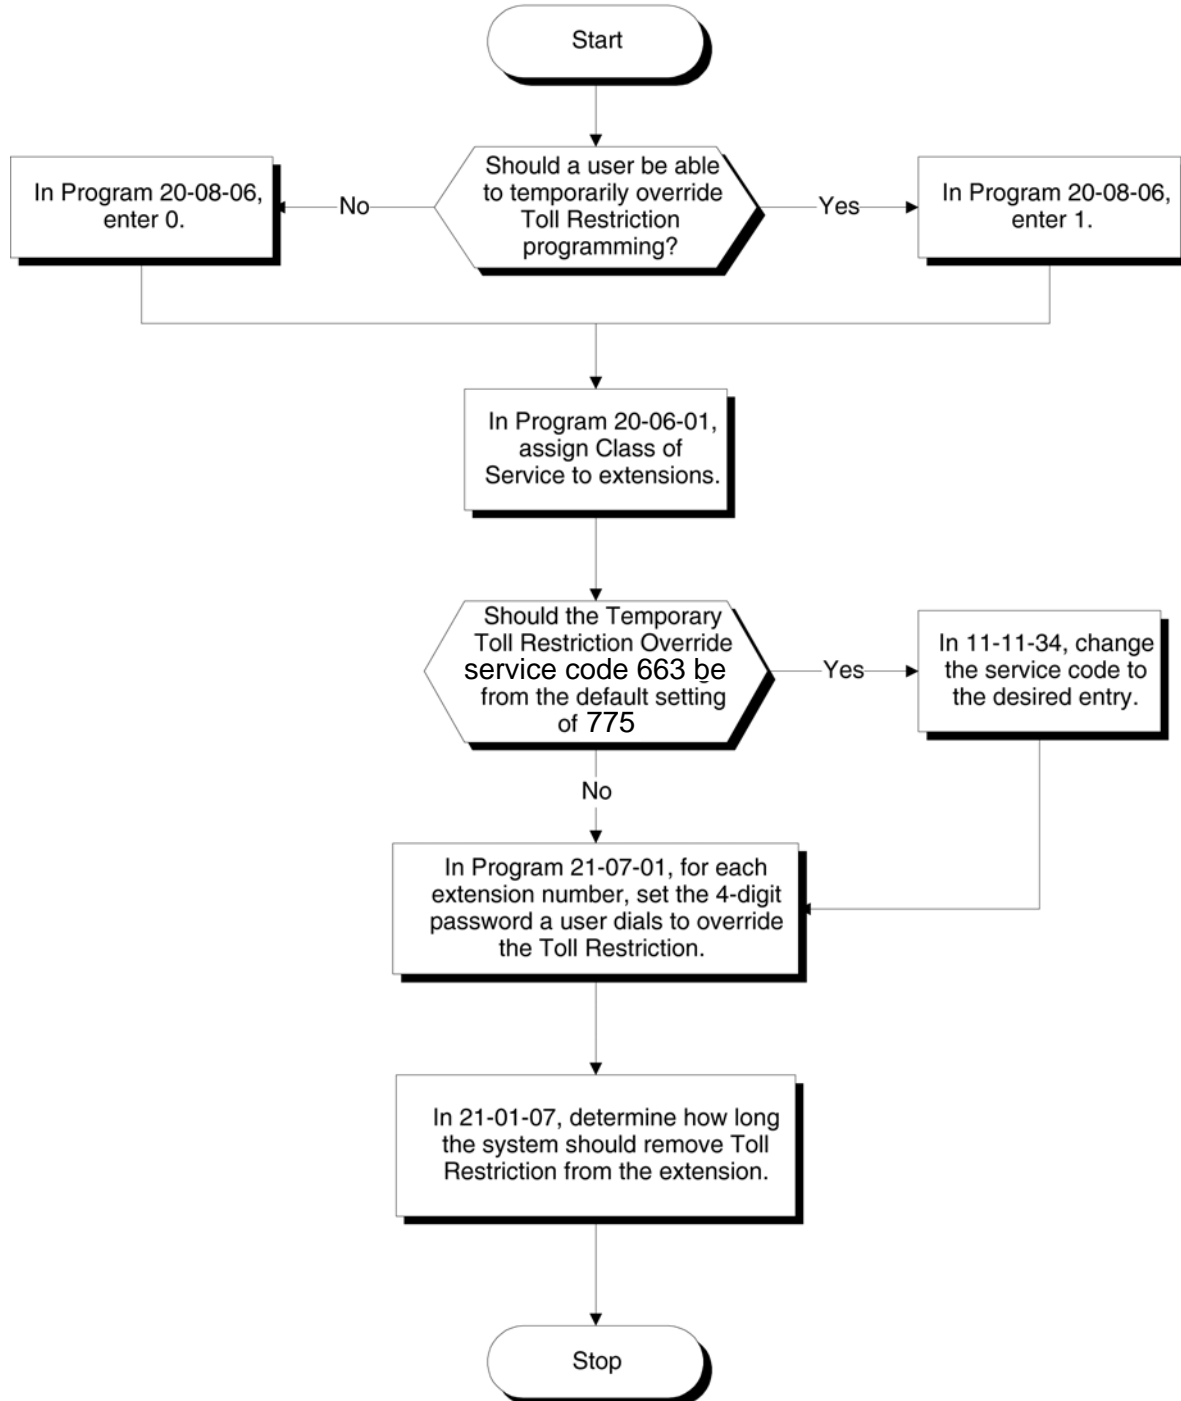 Start
Should a user be able
to temporarily override
Toll Restriction
programming?
No
Yes
In Program 20-08-06,
enter 0.
In Program 20-08-06,
enter 1.
In Program 20-06-01,
assign Class of
Service to extensions.
Should the Temporary
Toll Restriction Override
service code 663 be
from the default setting
of 775
Yes
In 11-11-34, change
the service code to
the desired entry.
No
In Program 21-07-01, for each
extension number, set the 4-digit
password a user dials to override
the Toll Restriction.
In 21-01-07, determine how long
the system should remove Toll
Restriction from the extension.
Stop